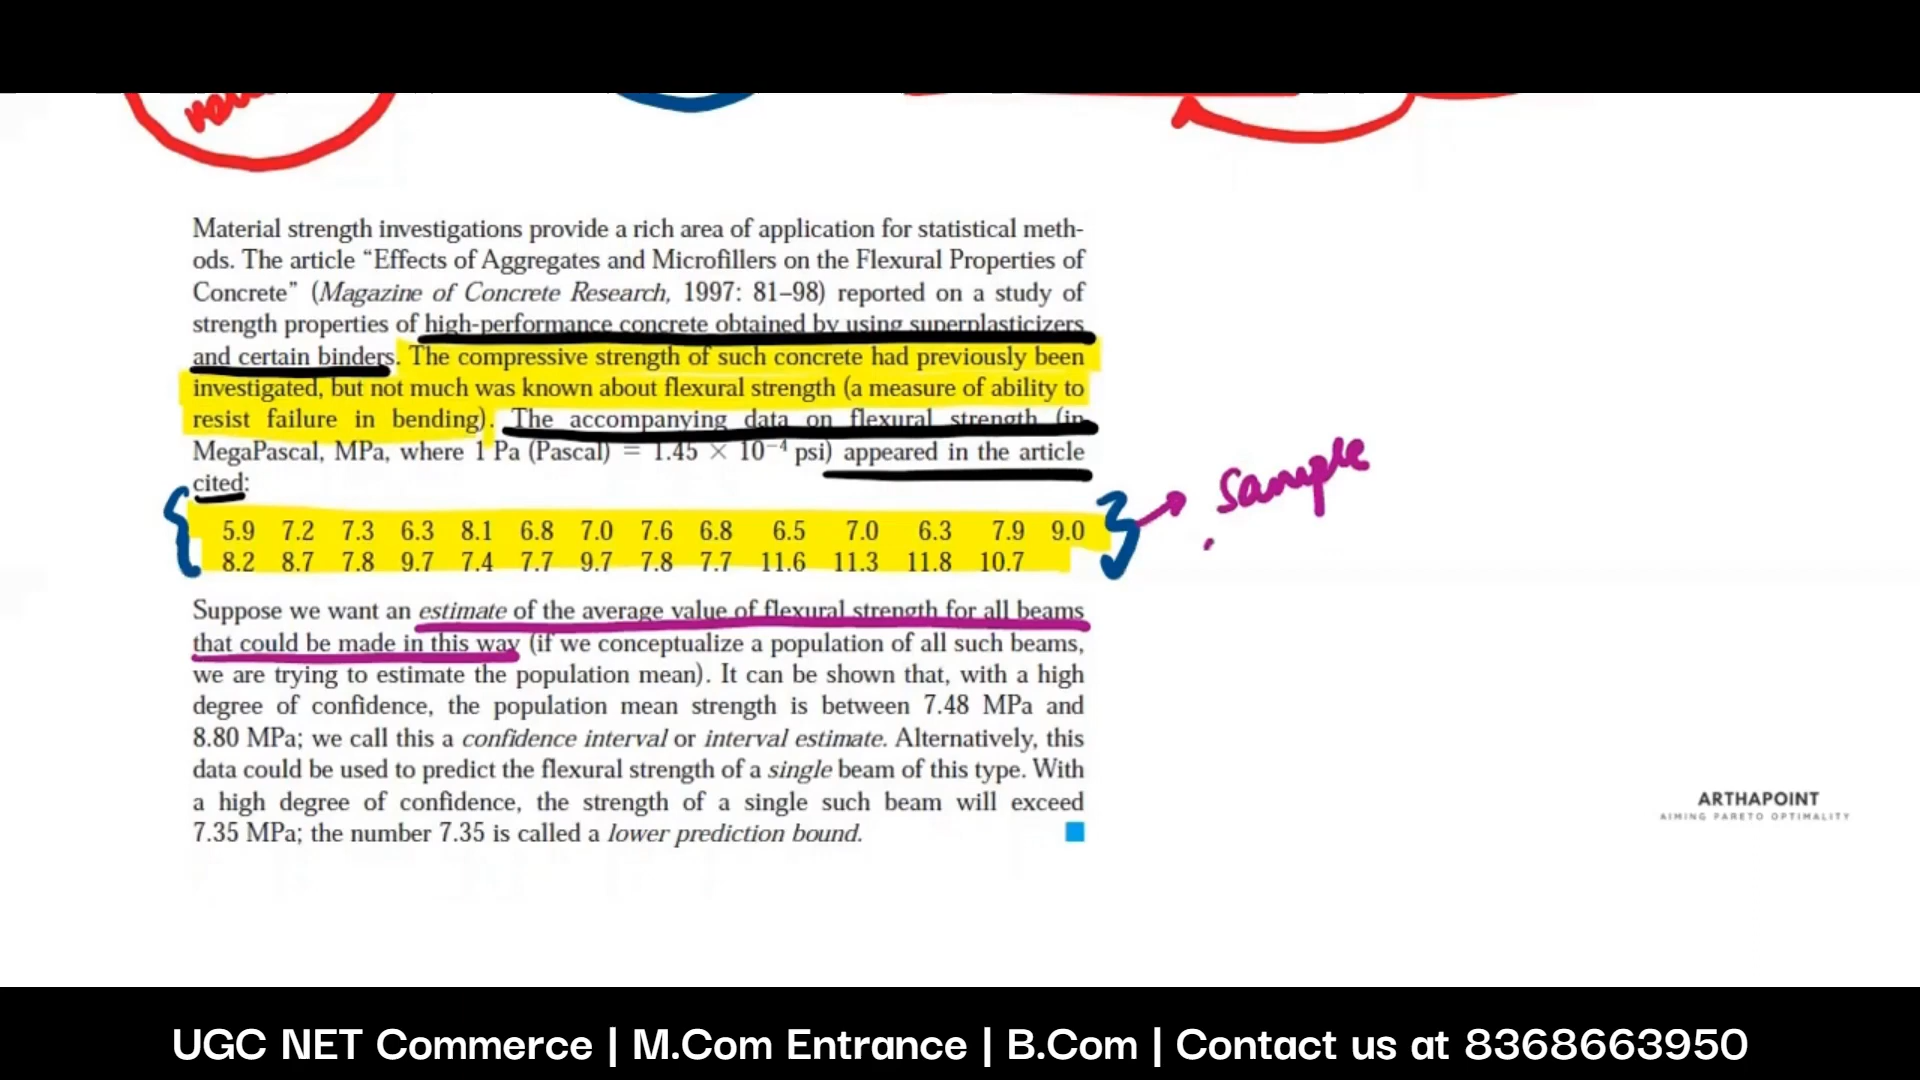 Material strength investigations provide a rich area of application for statistical meth-
ods. The article “Effects of Aggregates and Microfillers on the Flexural Properties of
Concrete” (Magazine of Concrete Research, 1997: 81–98) reported on a study of
strength properties of high-performance concrete obtained by using superplasticizers
and certain binders. The compressive strength of such concrete had previously been
investigated, but not much was known about flexural strength (a measure of ability to
resist failure in bending). The accompanying data on flexural strength (in
MegaPascal, MPa, where 1 Pa (Pascal) = 1.45 × 10⁻⁴ psi) appeared in the article
cited:
sample
5.9 7.2 7.3 6.3 8.1 6.8 7.0 7.6 6.8 6.5 7.0 6.3 7.9 9.0
8.2 8.7 7.8 9.7 7.4 7.7 9.7 7.8 7.7 11.6 11.3 11.8 10.7
Suppose we want an estimate of the average value of flexural strength for all beams
that could be made in this way (if we conceptualize a population of all such beams,
we are trying to estimate the population mean). It can be shown that, with a high
degree of confidence, the population mean strength is between 7.48 MPa and
8.80 MPa; we call this a confidence interval or interval estimate. Alternatively, this
data could be used to predict the flexural strength of a single beam of this type. With
a high degree of confidence, the strength of a single such beam will exceed
7.35 MPa; the number 7.35 is called a lower prediction bound.
ARTHAPOINT
AIMING PARETO OPTIMALITY
UGC NET Commerce | M.Com Entrance | B.Com | Contact us at 8368663950